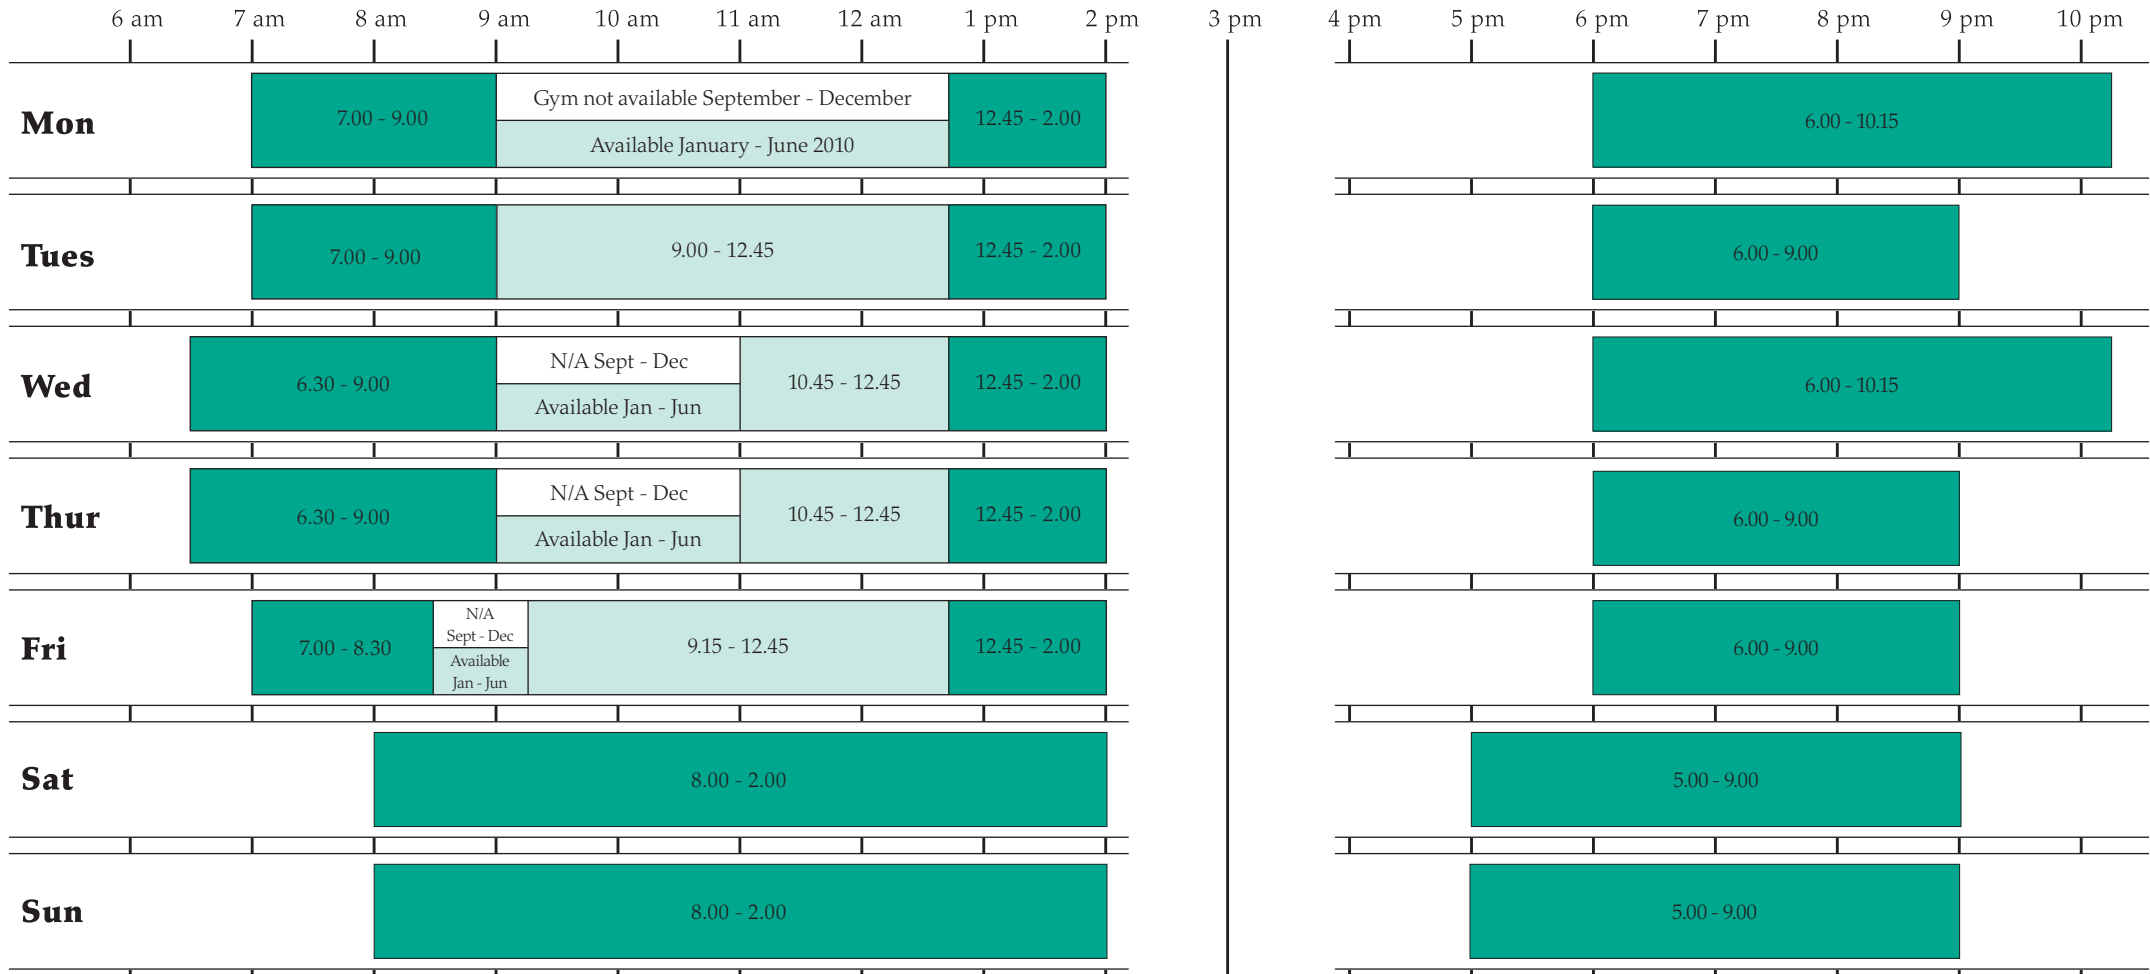 6 am 7 am 8 am 9 am 10 am 11 am 12 am 1 pm 2 pm 3 pm 4 pm 5 pm 6 pm 7 pm 8 pm 9 pm 10 pm
Mon
7.00 - 9.00
Gym not available September - December
Available January - June 2010
12.45 - 2.00
6.00 - 10.15
Tues
7.00 - 9.00
9.00 - 12.45
12.45 - 2.00
6.00 - 9.00
Wed
6.30 - 9.00
N/A Sept - Dec
Available Jan - Jun
10.45 - 12.45
12.45 - 2.00
6.00 - 10.15
Thur
6.30 - 9.00
N/A Sept - Dec
Available Jan - Jun
10.45 - 12.45
12.45 - 2.00
6.00 - 9.00
Fri
7.00 - 8.30
N/A
Sept - Dec
Available
Jan - Jun
9.15 - 12.45
12.45 - 2.00
6.00 - 9.00
Sat
8.00 - 2.00
5.00 - 9.00
Sun
8.00 - 2.00
5.00 - 9.00